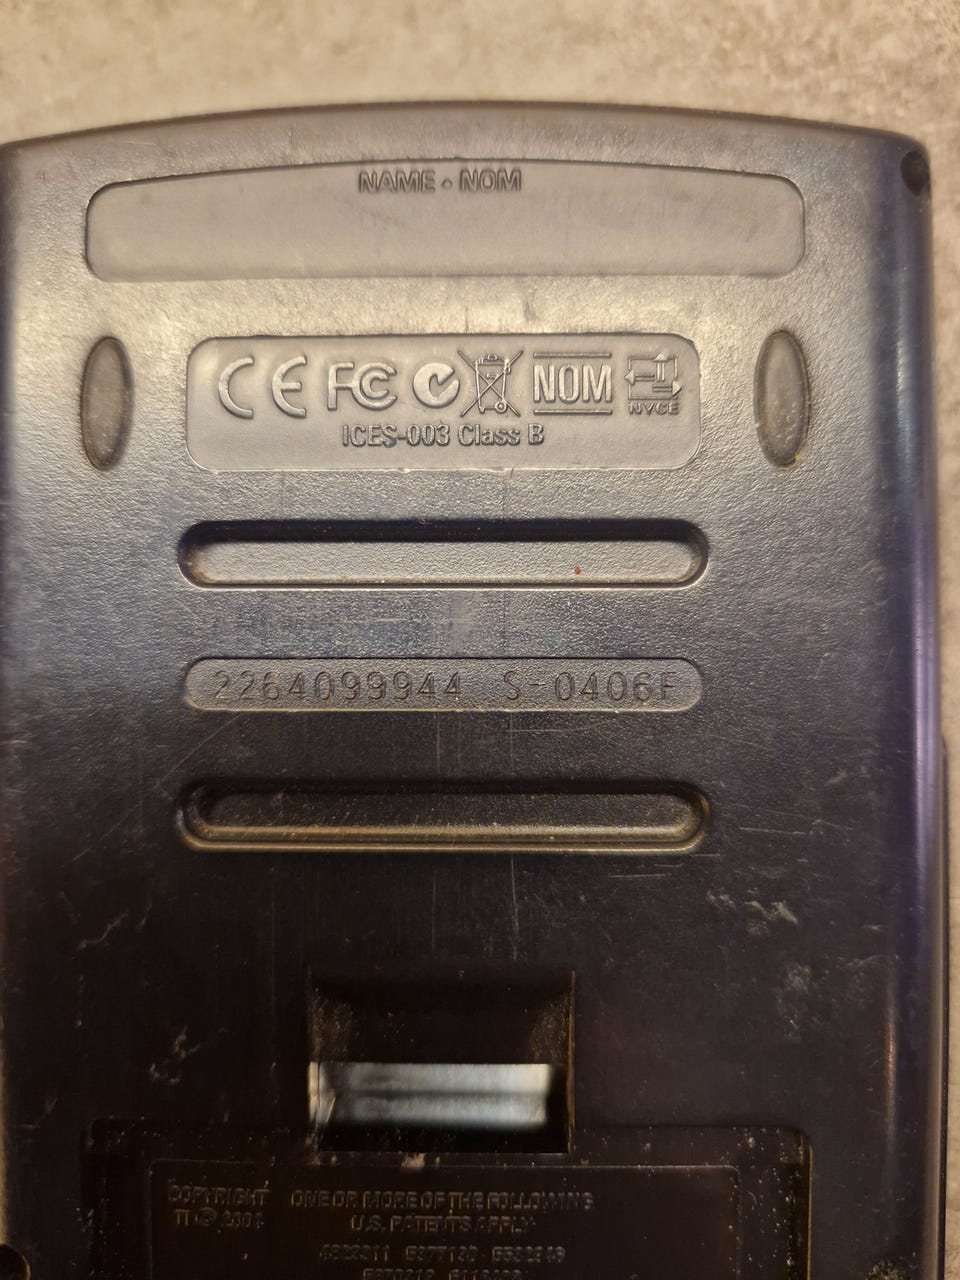 NAME • NOM
CE FC NOM NYCE
ICES-003 Class B
2264099944 S-0406F
COPYRIGHT ONE OR MORE OF THE FOLLOWING
TI © U.S. PATENTS APPLY